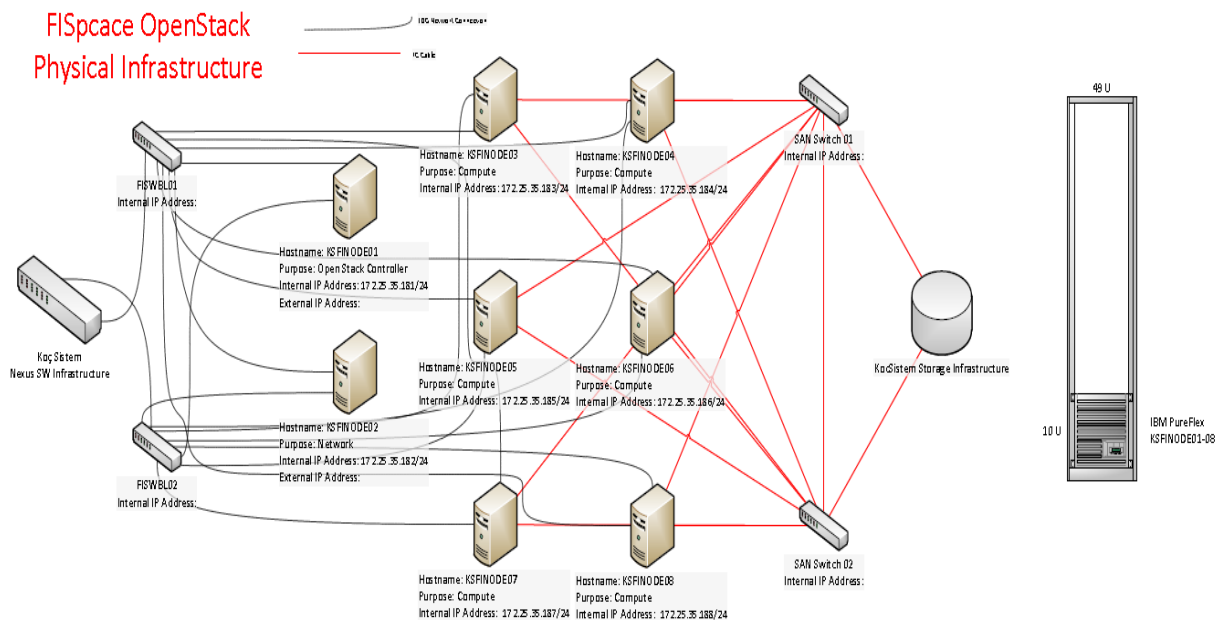 FISpcace OpenStack
Physical Infrastructure
FC Cable
FISWBL01
Internal IP Address:
Hostname: KSFINODE03
Purpose: Compute
Internal IP Address: 172.25.35.183/24
Hostname: KSFINODE04
Purpose: Compute
Internal IP Address: 172.25.35.184/24
SAN Switch 01
Internal IP Address:
49 U
Hostname: KSFINODE01
Purpose: OpenStack Controller
Internal IP Address: 172.25.35.181/24
External IP Address:
Koç Sistem
Nexus SW Infrastructure
Hostname: KSFINODE05
Purpose: Compute
Internal IP Address: 172.25.35.185/24
Hostname: KSFINODE06
Purpose: Compute
Internal IP Address: 172.25.35.186/24
KocSistem Storage Infrastructure
Hostname: KSFINODE02
Purpose: Network
Internal IP Address: 172.25.35.182/24
External IP Address:
10 U
IBM PureFlex
KSFINODE01-08
FISWBL02
Internal IP Address:
Hostname: KSFINODE07
Purpose: Compute
Internal IP Address: 172.25.35.187/24
Hostname: KSFINODE08
Purpose: Compute
Internal IP Address: 172.25.35.188/24
SAN Switch 02
Internal IP Address: